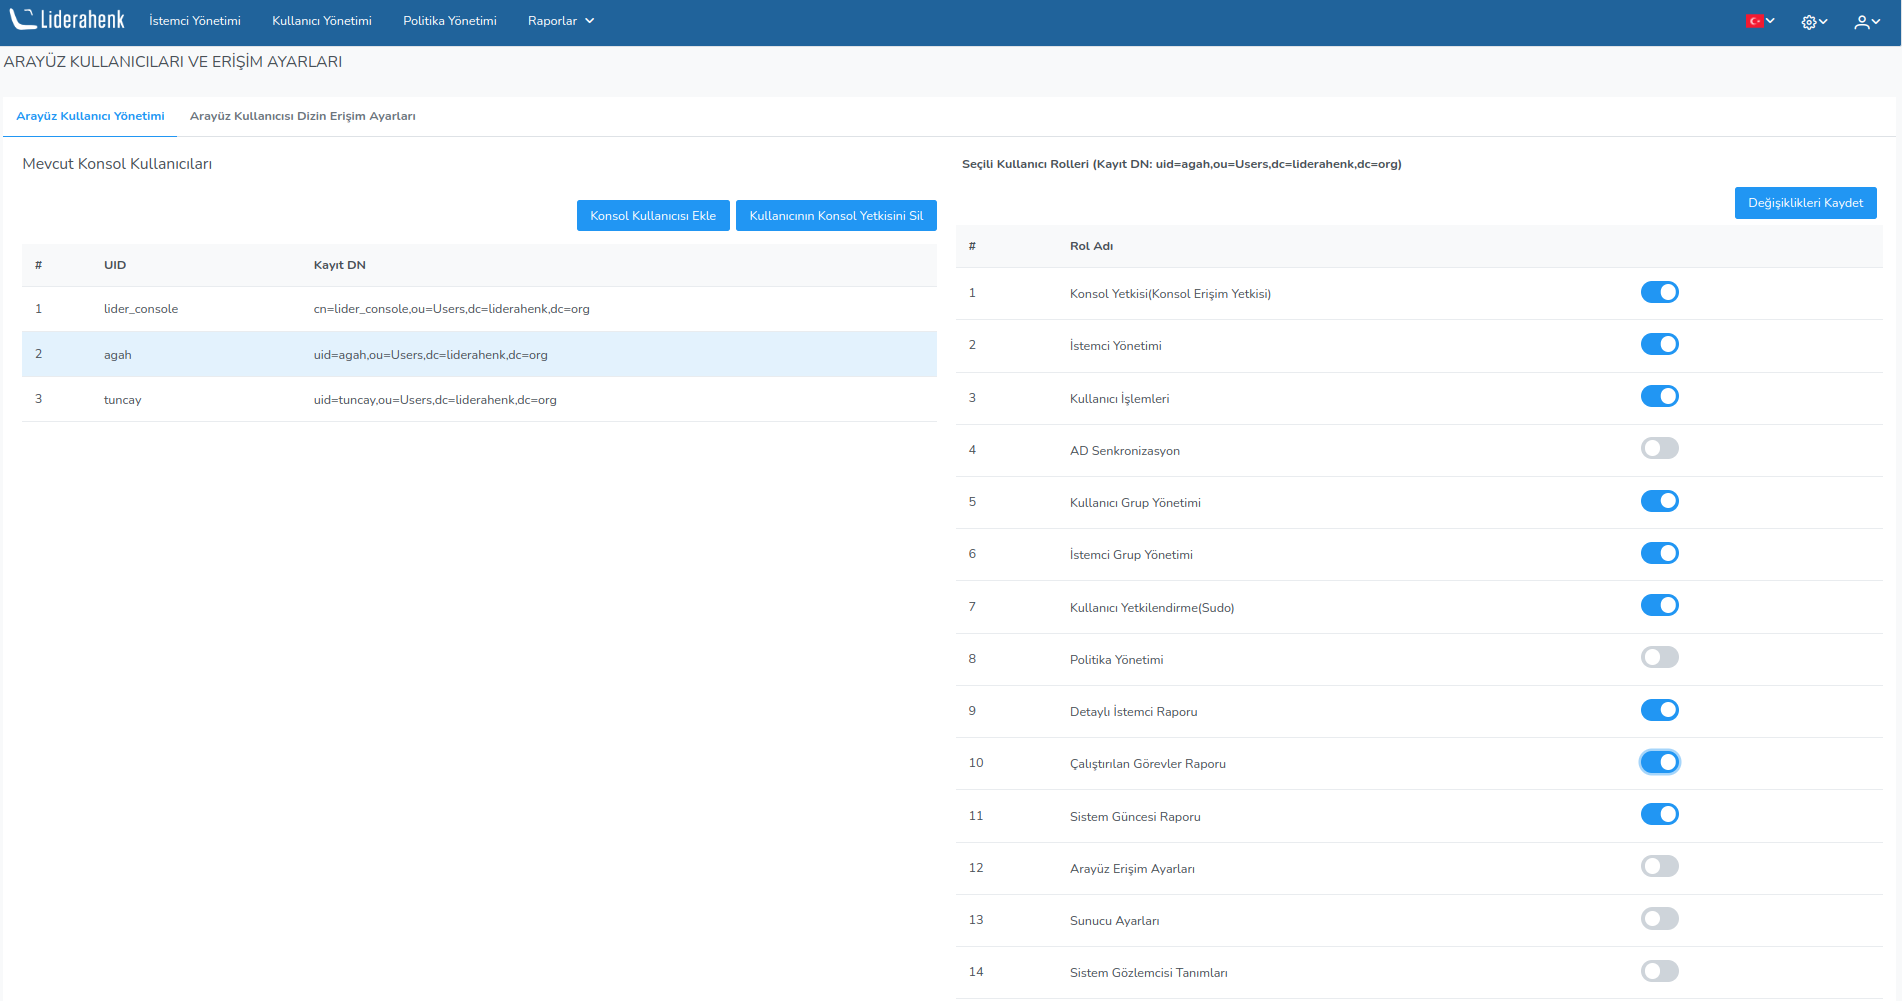 Liderahenk İstemci Yönetimi Kullanıcı Yönetimi Politika Yönetimi Raporlar
ARAYÜZ KULLANICILARI VE ERİŞİM AYARLARI
Arayüz Kullanıcı Yönetimi Arayüz Kullanıcısı Dizin Erişim Ayarları
Mevcut Konsol Kullanıcıları
Konsol Kullanıcısı Ekle Kullanıcının Konsol Yetkisini Sil
# UID Kayıt DN
1 lider_console cn=lider_console,ou=Users,dc=liderahenk,dc=org
2 agah uid=agah,ou=Users,dc=liderahenk,dc=org
3 tuncay uid=tuncay,ou=Users,dc=liderahenk,dc=org
Seçili Kullanıcı Rolleri (Kayıt DN: uid=agah,ou=Users,dc=liderahenk,dc=org)
Değişiklikleri Kaydet
# Rol Adı
1 Konsol Yetkisi(Konsol Erişim Yetkisi)
2 İstemci Yönetimi
3 Kullanıcı İşlemleri
4 AD Senkronizasyon
5 Kullanıcı Grup Yönetimi
6 İstemci Grup Yönetimi
7 Kullanıcı Yetkilendirme(Sudo)
8 Politika Yönetimi
9 Detaylı İstemci Raporu
10 Çalıştırılan Görevler Raporu
11 Sistem Güncesi Raporu
12 Arayüz Erişim Ayarları
13 Sunucu Ayarları
14 Sistem Gözlemcisi Tanımları